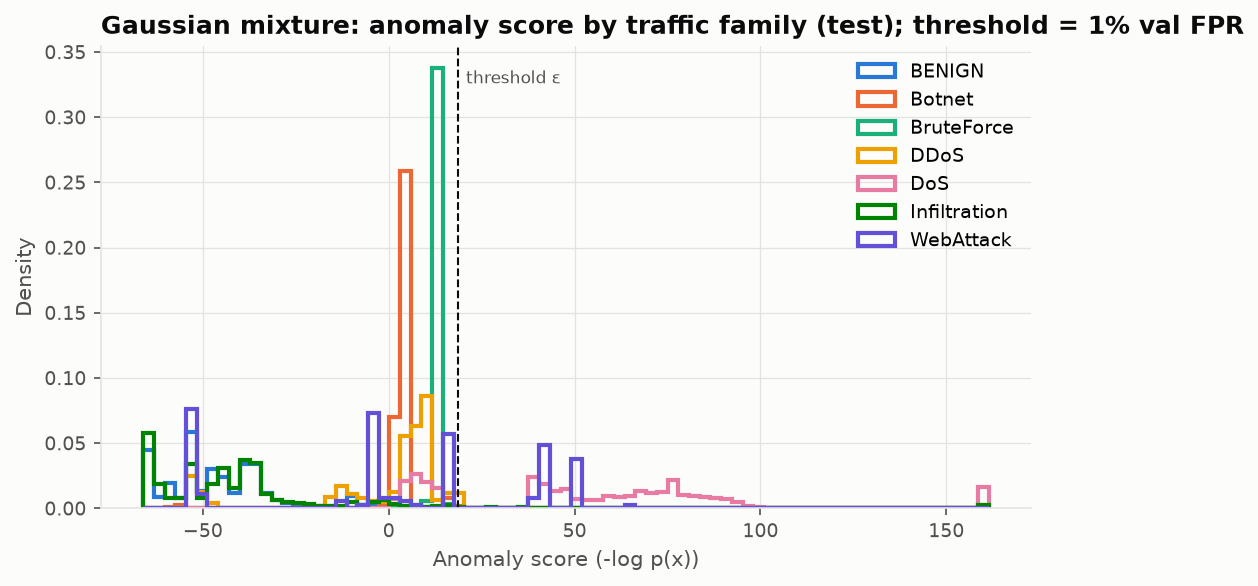 Gaussian mixture: anomaly score by traffic family (test); threshold = 1% val FPR
0.35
0.30
0.25
0.20
0.15
0.10
0.05
0.00
Density
threshold ε
BENIGN
Botnet
BruteForce
DDoS
DoS
Infiltration
WebAttack
−50
0
50
100
150
Anomaly score (-log p(x))